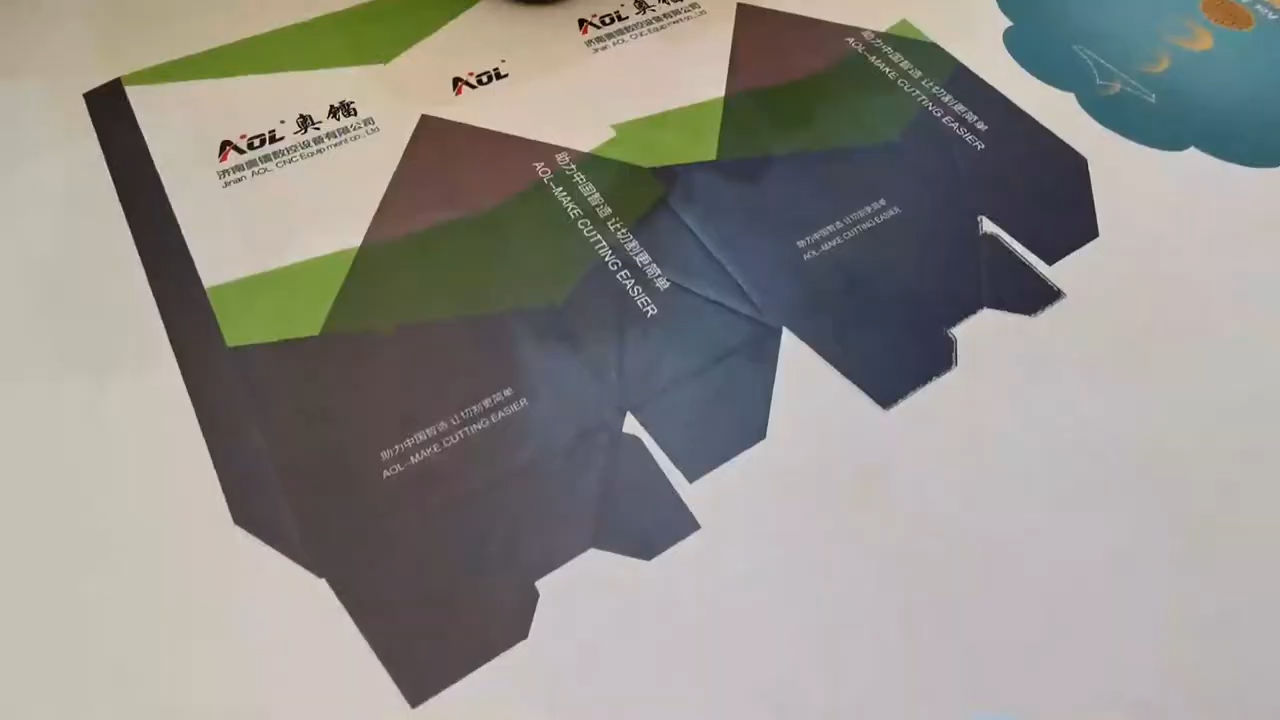 AOL 奥镭
济南奥镭数控设备有限公司
Jinan AOL CNC Equipment co., Ltd
AOL
AOL 奥镭
济南奥镭数控设备有限公司
Jinan AOL CNC Equipment co., Ltd
助力中国智造 让切割更简单
AOL-MAKE CUTTING EASIER
助力中国智造 让切割更简单
AOL-MAKE CUTTING EASIER
助力中国智造 让切割更简单
AOL-MAKE CUTTING EASIER
助力中国智造 让切割更简单
AOL-MAKE CUTTING EASIER